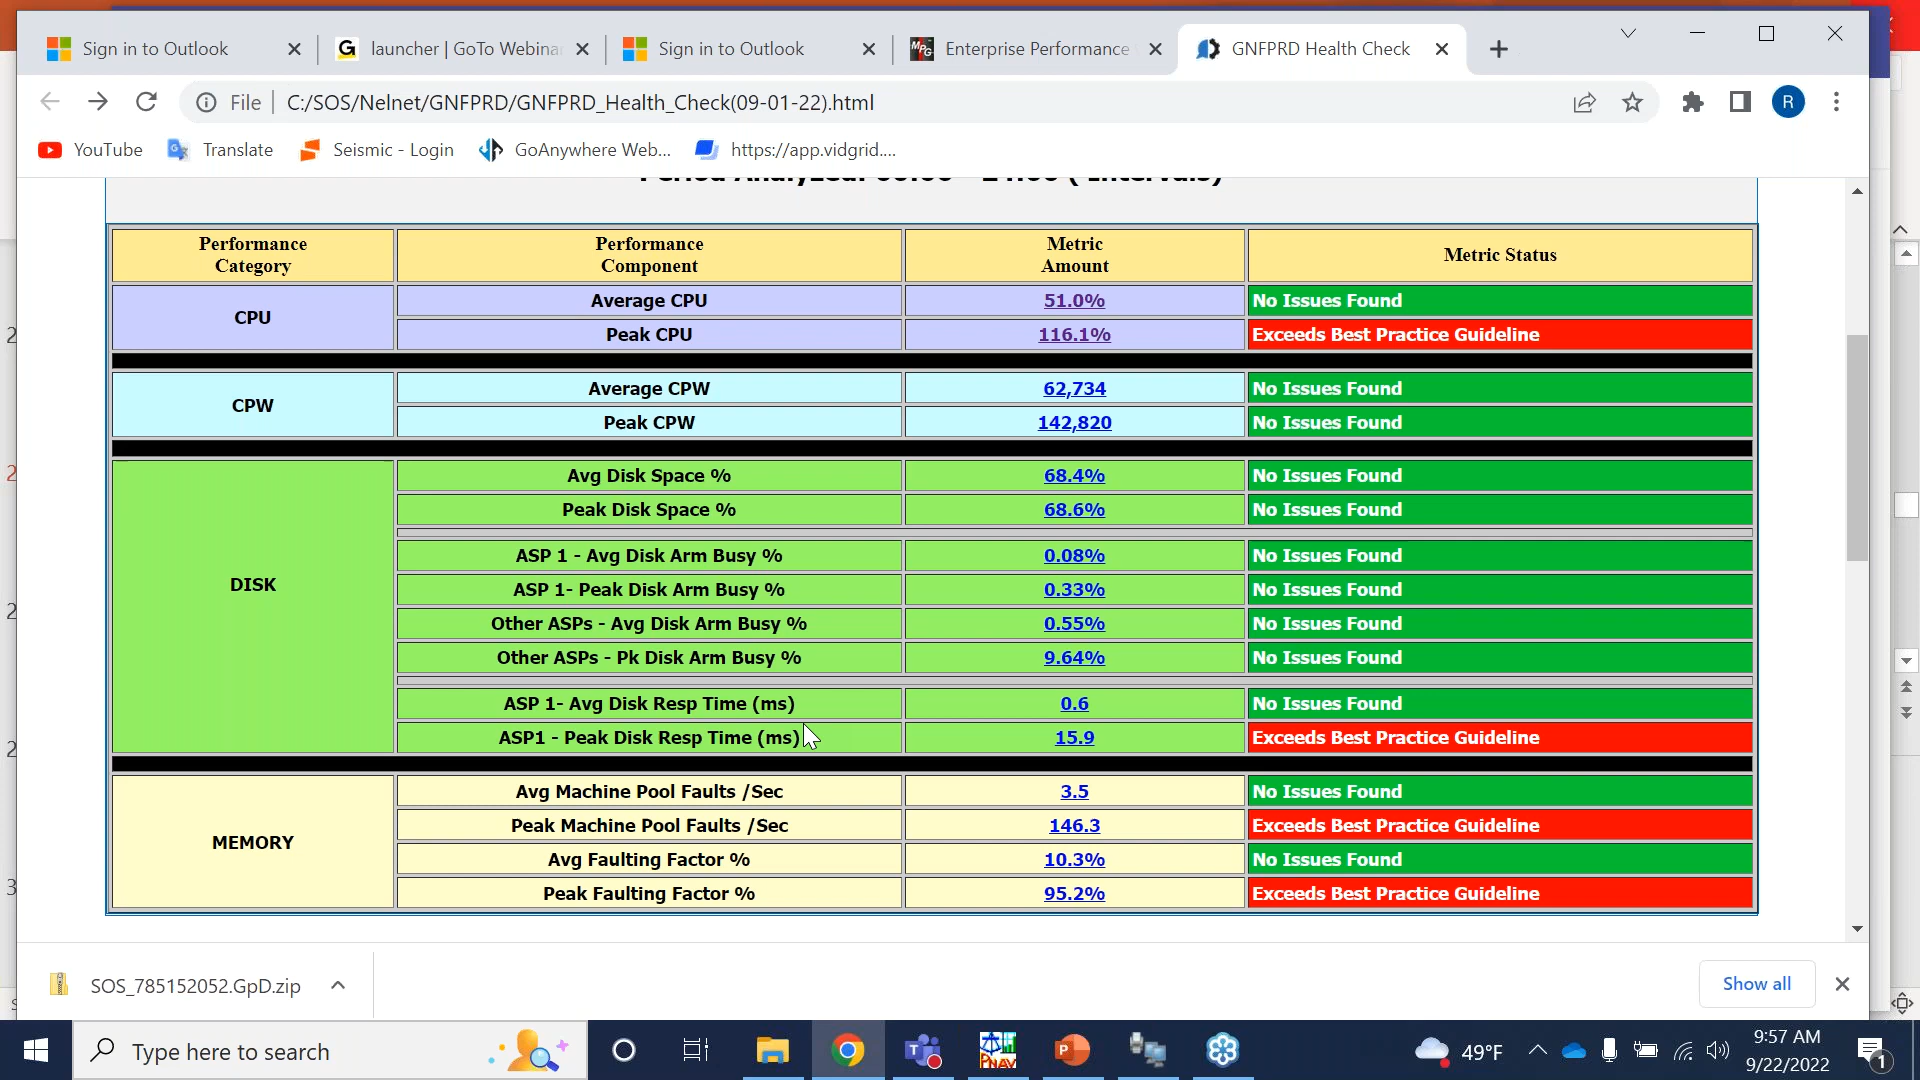 Sign in to Outlook
launcher | GoTo Webina
Sign in to Outlook
Enterprise Performance
GNFPRD Health Check
File
C:/SOS/Nelnet/GNFPRD/GNFPRD_Health_Check(09-01-22).html
R
YouTube
Translate
Seismic - Login
GoAnywhere Web...
https://app.vidgrid....
Performance
Category
Performance
Component
Metric
Amount
Metric Status
CPU
Average CPU
51.0%
No Issues Found
Peak CPU
116.1%
Exceeds Best Practice Guideline
CPW
Average CPW
62,734
No Issues Found
Peak CPW
142,820
No Issues Found
DISK
Avg Disk Space %
68.4%
No Issues Found
Peak Disk Space %
68.6%
No Issues Found
ASP 1 - Avg Disk Arm Busy %
0.08%
No Issues Found
ASP 1- Peak Disk Arm Busy %
0.33%
No Issues Found
Other ASPs - Avg Disk Arm Busy %
0.55%
No Issues Found
Other ASPs - Pk Disk Arm Busy %
9.64%
No Issues Found
ASP 1- Avg Disk Resp Time (ms)
0.6
No Issues Found
ASP1 - Peak Disk Resp Time (ms)
15.9
Exceeds Best Practice Guideline
MEMORY
Avg Machine Pool Faults /Sec
3.5
No Issues Found
Peak Machine Pool Faults /Sec
146.3
Exceeds Best Practice Guideline
Avg Faulting Factor %
10.3%
No Issues Found
Peak Faulting Factor %
95.2%
Exceeds Best Practice Guideline
SOS_785152052.GpD.zip
Show all
Type here to search
49°F
9:57 AM
9/22/2022
1